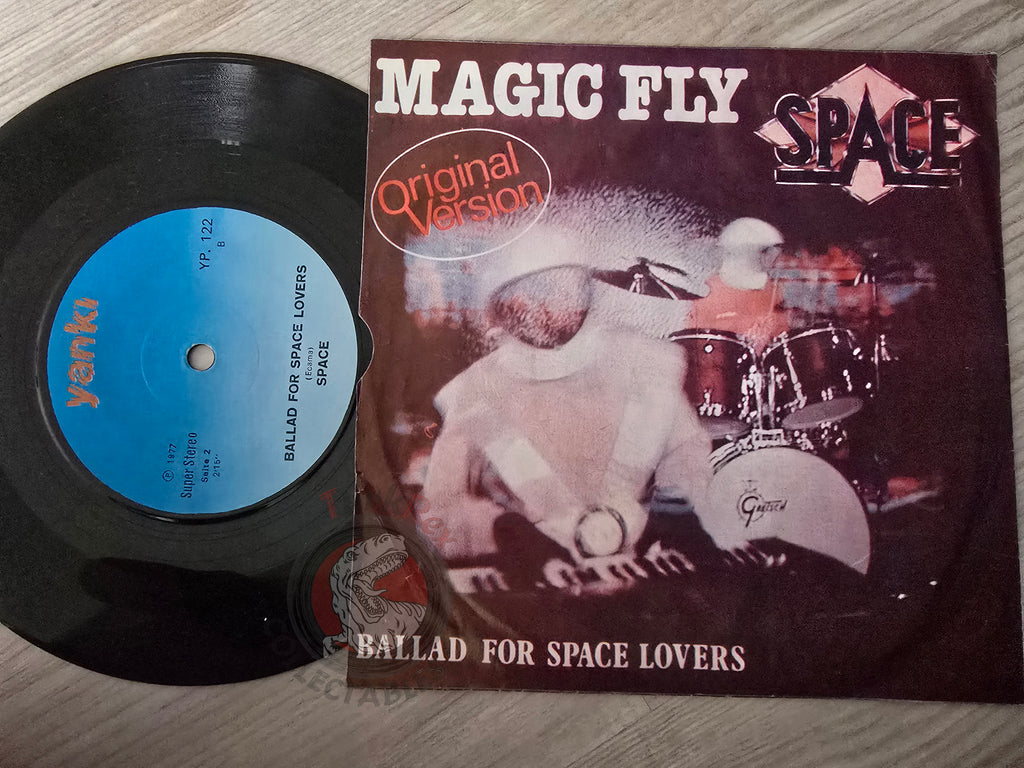 MAGIC FLY
SPACE
Original
Version
Gretsch
BALLAD FOR SPACE LOVERS
yanki
YP. 122
B
BALLAD FOR SPACE LOVERS
(Ecama)
SPACE
℗ 1977
Super Stereo
Seite 2
2'15''